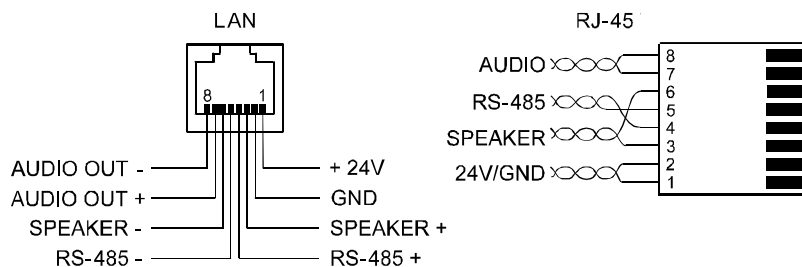 LAN
8 1
AUDIO OUT - + 24V
AUDIO OUT + GND
SPEAKER - SPEAKER +
RS-485 - RS-485 +
RJ-45
AUDIO 8
7
6
RS-485 5
4
SPEAKER 3
24V/GND 2
1